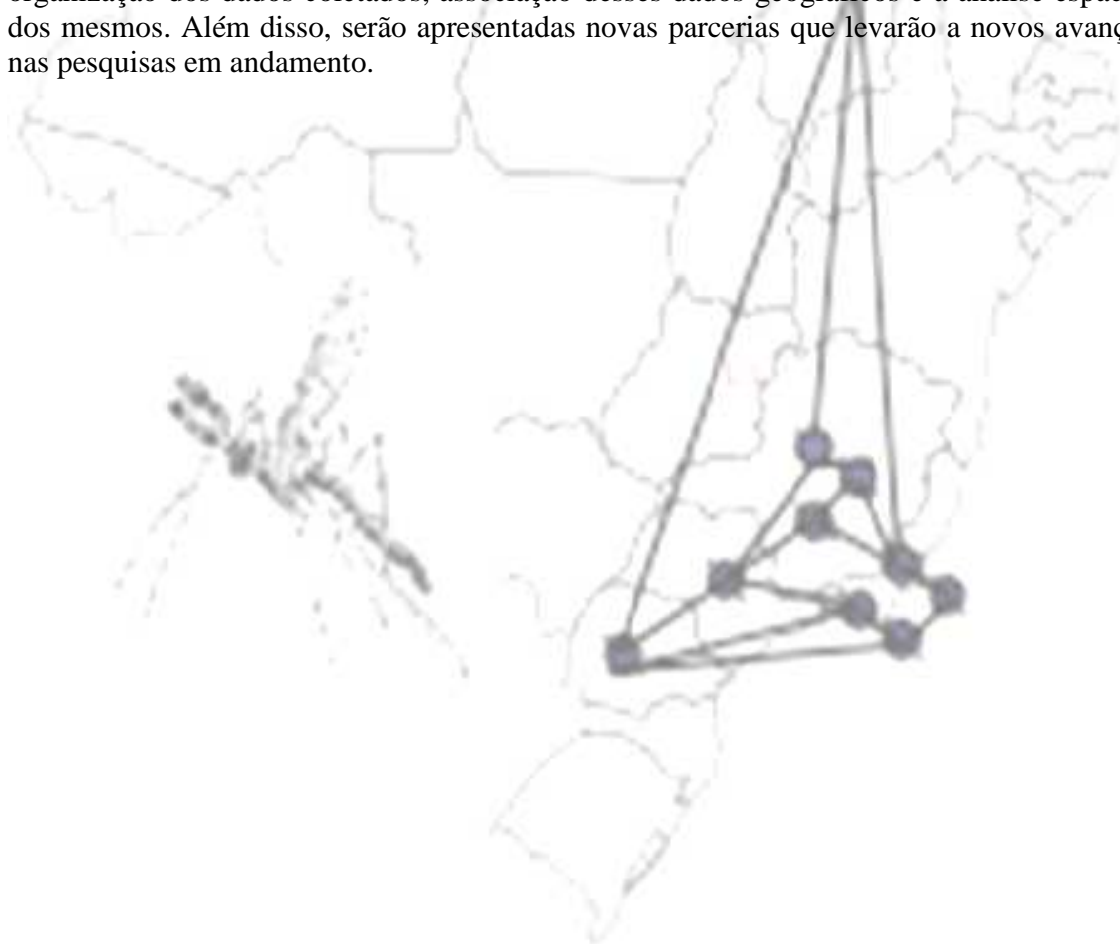 organização dos dados coletados, associação desses dados geográficos e a análise
dos mesmos. Além disso, serão apresentadas novas parcerias que levarão a novos
nas pesquisas em andamento.